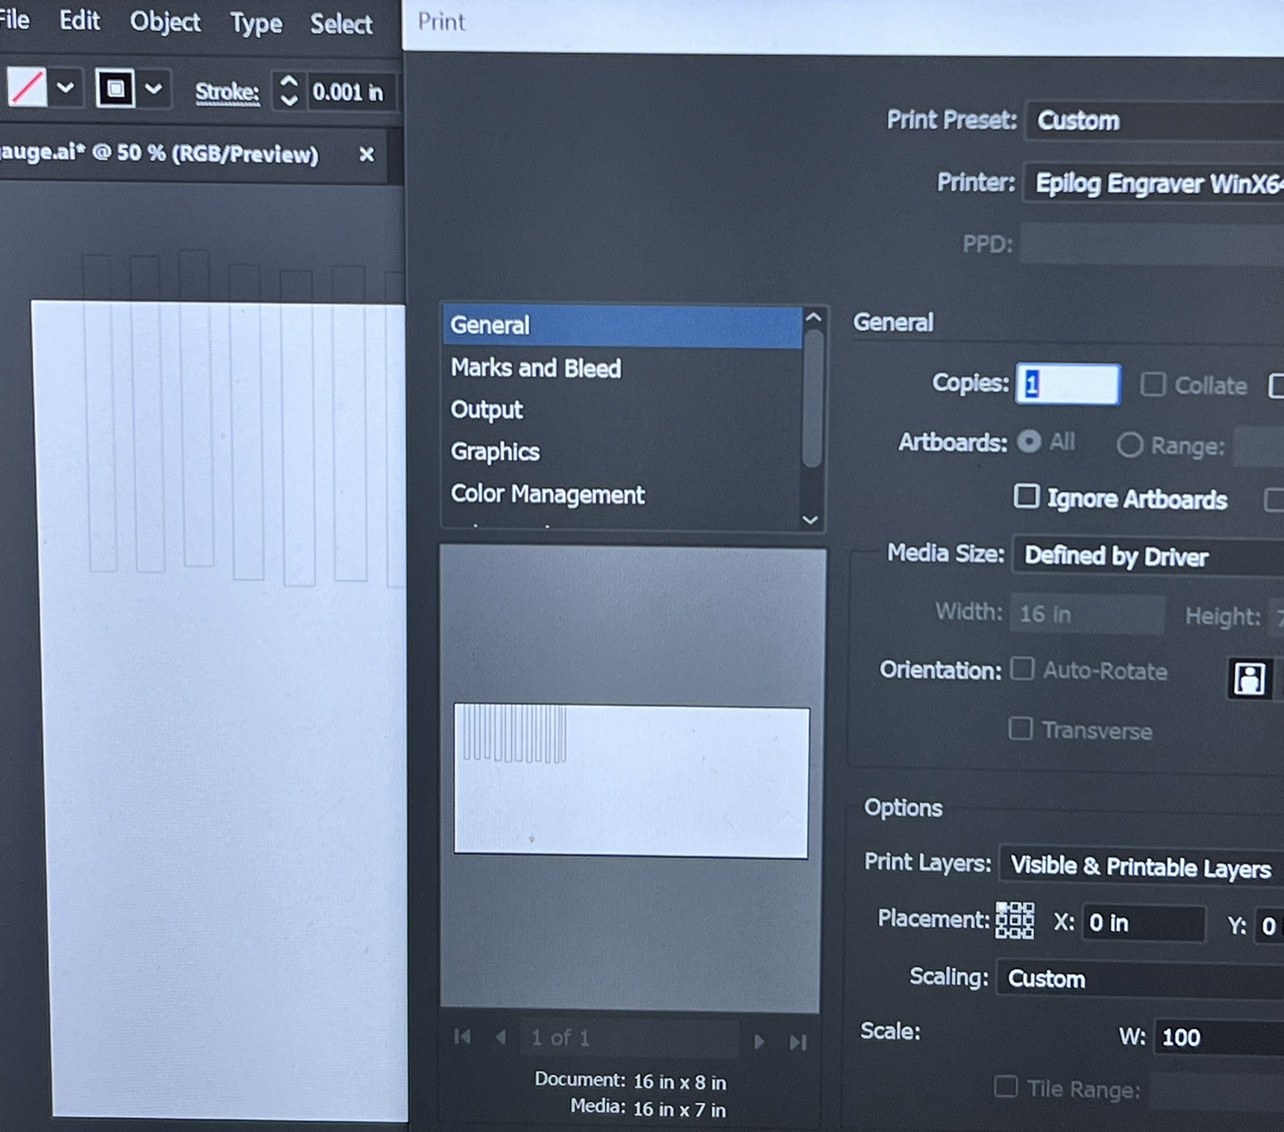 File Edit Object Type Select
Print
Stroke: 0.001 in
auge.ai* @ 50 % (RGB/Preview) ×
Print Preset: Custom
Printer: Epilog Engraver WinX64
PPD:
General
Marks and Bleed
Output
Graphics
Color Management
General
Copies: 1 Collate
Artboards: All Range:
Ignore Artboards
Media Size: Defined by Driver
Width: 16 in Height: 7
Orientation: Auto-Rotate
Transverse
Options
Print Layers: Visible & Printable Layers
Placement: X: 0 in Y: 0
Scaling: Custom
Scale: W: 100
Tile Range:
1 of 1
Document: 16 in x 8 in
Media: 16 in x 7 in